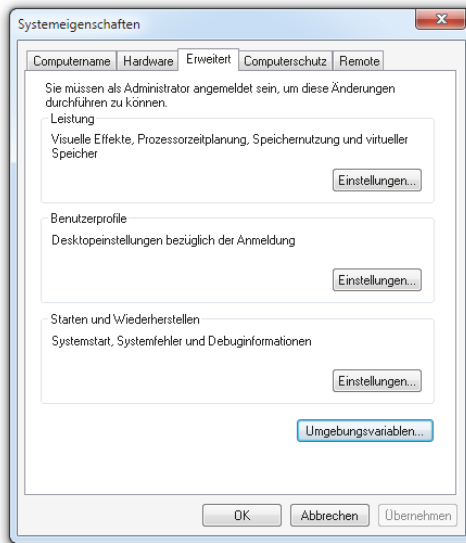 Systemeigenschaften
Computername Hardware Erweitert Computerschutz Remote
Sie müssen als Administrator angemeldet sein, um diese Änderungen
durchführen zu können.
Leistung
Visuelle Effekte, Prozessorzeitplanung, Speichernutzung und virtueller
Speicher
Einstellungen...
Benutzerprofile
Desktopeinstellungen bezüglich der Anmeldung
Einstellungen...
Starten und Wiederherstellen
Systemstart, Systemfehler und Debuginformationen
Einstellungen...
Umgebungsvariablen...
OK Abbrechen Übernehmen